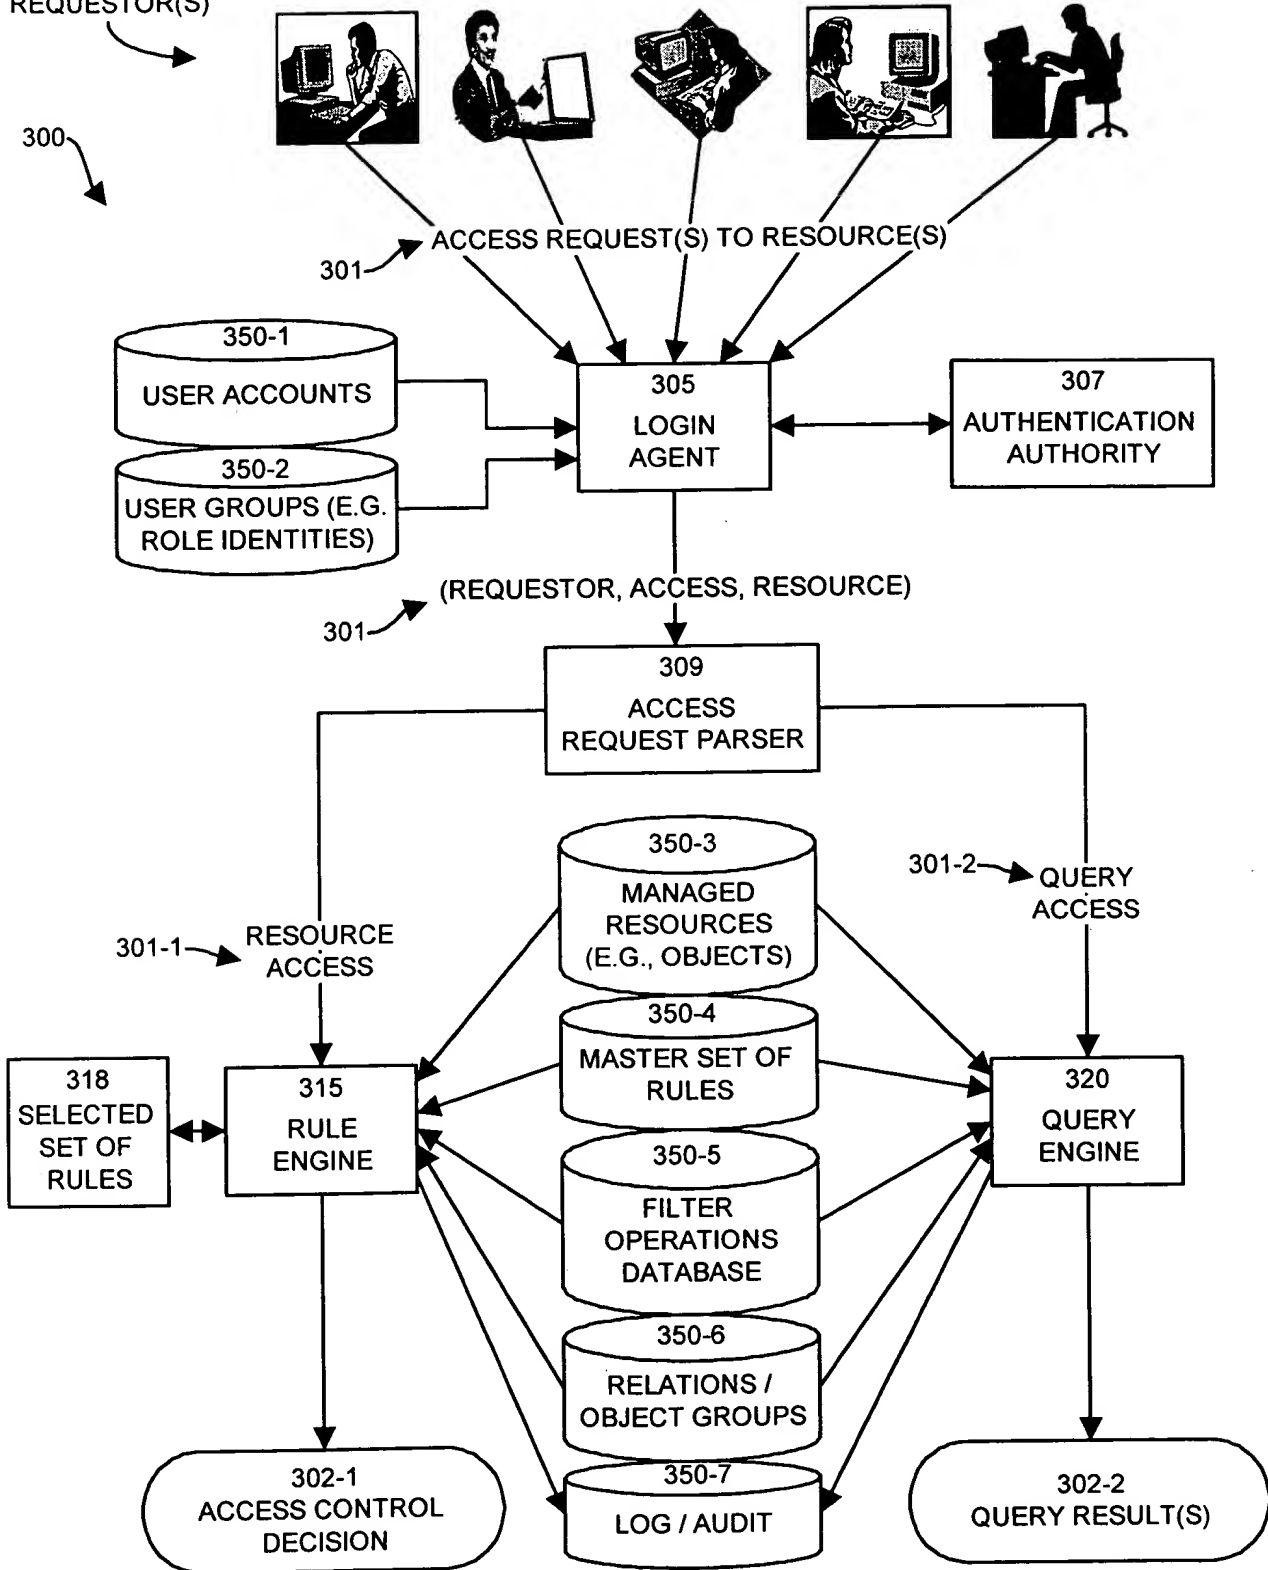 REQUESTOR(S)
300
301
ACCESS REQUEST(S) TO RESOURCE(S)
350-1
USER ACCOUNTS
350-2
USER GROUPS (E.G.
ROLE IDENTITIES)
305
LOGIN
AGENT
307
AUTHENTICATION
AUTHORITY
(REQUESTOR, ACCESS, RESOURCE)
301
309
ACCESS
REQUEST PARSER
301-1
RESOURCE
ACCESS
350-3
MANAGED
RESOURCES
(E.G., OBJECTS)
301-2
QUERY
ACCESS
350-4
MASTER SET OF
RULES
318
SELECTED
SET OF
RULES
315
RULE
ENGINE
320
QUERY
ENGINE
350-5
FILTER
OPERATIONS
DATABASE
350-6
RELATIONS /
OBJECT GROUPS
350-7
LOG / AUDIT
302-1
ACCESS CONTROL
DECISION
302-2
QUERY RESULT(S)